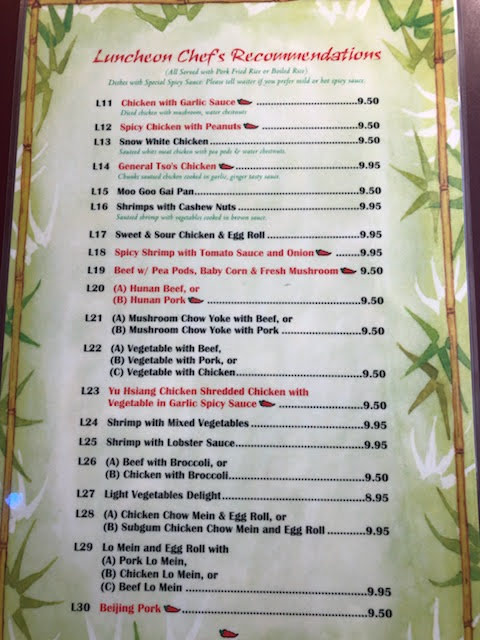 Luncheon Chef's Recommendations
(All Served with Pork Fried Rice or Boiled Rice)
Dishes with Special Spicy Sauce: Please tell waiter if you prefer mild or hot spicy sauce.
L11 Chicken with Garlic Sauce ..............................9.50
Diced chicken with mushroom, water chestnuts
L12 Spicy Chicken with Peanuts ..............................9.50
L13 Snow White Chicken..............................9.50
Sauteed white meat chicken with pea pods & water chestnuts.
L14 General Tso's Chicken ..............................9.95
Chunks sauteed chicken cooked in garlic, ginger tasty sauce.
L15 Moo Goo Gai Pan..............................9.50
L16 Shrimps with Cashew Nuts ..............................9.95
Sauteed shrimp with vegetables cooked in brown sauce.
L17 Sweet & Sour Chicken & Egg Roll ..............................9.50
L18 Spicy Shrimp with Tomato Sauce and Onion ......9.95
L19 Beef w/ Pea Pods, Baby Corn & Fresh Mushroom 9.50
L20 (A) Hunan Beef, or
(B) Hunan Pork ..............................9.50
L21 (A) Mushroom Chow Yoke with Beef, or
(B) Mushroom Chow Yoke with Pork ....................9.50
L22 (A) Vegetable with Beef,
(B) Vegetable with Pork, or
(C) Vegetable with Chicken..............................9.50
L23 Yu Hsiang Chicken Shredded Chicken with
Vegetable in Garlic Spicy Sauce ....................9.50
L24 Shrimp with Mixed Vegetables..............................9.95
L25 Shrimp with Lobster Sauce..............................9.95
L26 (A) Beef with Broccoli, or
(B) Chicken with Broccoli..............................9.50
L27 Light Vegetables Delight..............................8.95
L28 (A) Chicken Chow Mein & Egg Roll, or
(B) Subgum Chicken Chow Mein and Egg Roll ..........9.95
L29 Lo Mein and Egg Roll with
(A) Pork Lo Mein,
(B) Chicken Lo Mein, or
(C) Beef Lo Mein ..............................9.95
L30 Beijing Pork ..............................9.50